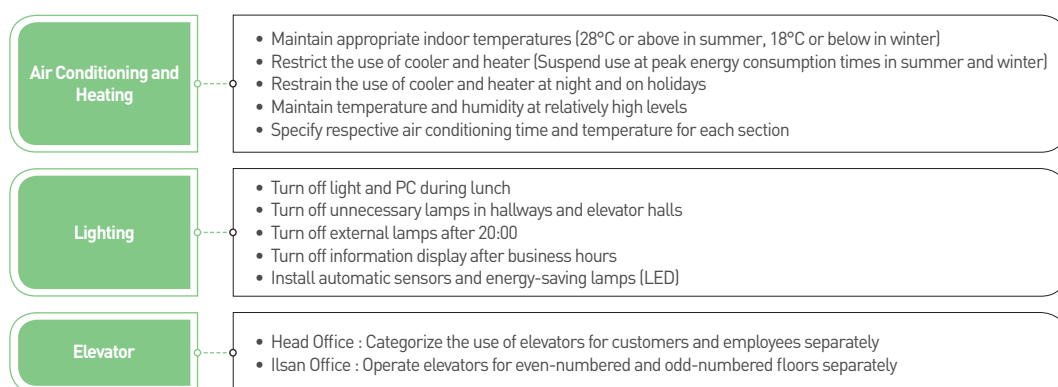 Air Conditioning and
Heating
• Maintain appropriate indoor temperatures (28°C or above in summer, 18°C or below in winter)
• Restrict the use of cooler and heater (Suspend use at peak energy consumption times in summer and winter)
• Restrain the use of cooler and heater at night and on holidays
• Maintain temperature and humidity at relatively high levels
• Specify respective air conditioning time and temperature for each section
Lighting
• Turn off light and PC during lunch
• Turn off unnecessary lamps in hallways and elevator halls
• Turn off external lamps after 20:00
• Turn off information display after business hours
• Install automatic sensors and energy-saving lamps (LED)
Elevator
• Head Office : Categorize the use of elevators for customers and employees separately
• Ilsan Office : Operate elevators for even-numbered and odd-numbered floors separately